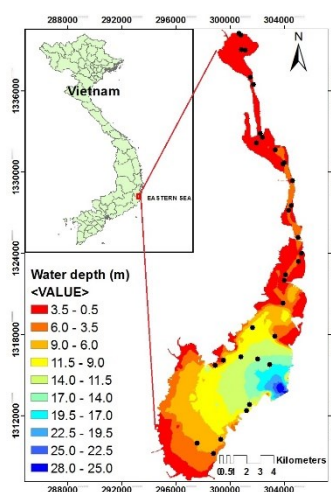 288000 292000 296000 300000 304000
N
Vietnam
EASTERN SEA
1336000
1330000
1324000
1318000
1312000
Water depth (m)
<VALUE>
3.5 - 0.5
6.0 - 3.5
9.0 - 6.0
11.5 - 9.0
14.0 - 11.5
17.0 - 14.0
19.5 - 17.0
22.5 - 19.5
25.0 - 22.5
28.0 - 25.0
Kilometers
00.51 2 3 4
288000 292000 296000 300000 304000